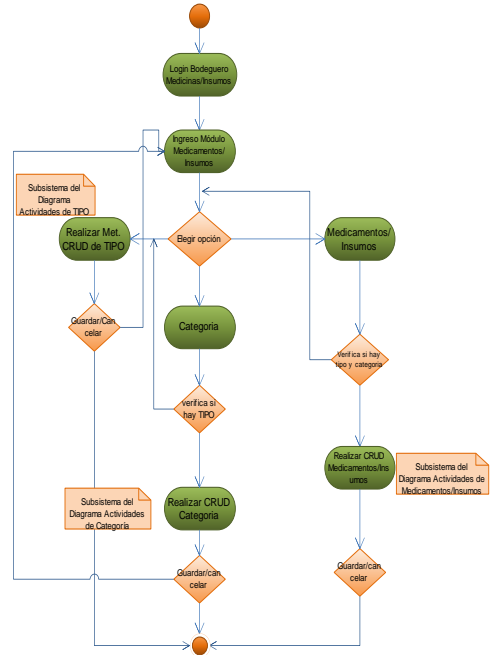 Login Bodeguero
Medicinas/Insumos
Ingreso Módulo
Medicamentos/
Insumos
Subsistema del
Diagrama
Actividades de TIPO
Realizar Met.
CRUD de TIPO
Elegir opción
Medicamentos/
Insumos
Guardar/Can
celar
Categoria
Verifica si hay
tipo y categoria
verifica si
hay TIPO
Realizar CRUD
Medicamentos/Ins
umos
Subsistema del
Diagrama Actividades de
Medicamentos/Insumos
Subsistema del
Diagrama Actividades
de Categoría
Realizar CRUD
Categoria
Guardar/can
celar
Guardar/can
celar